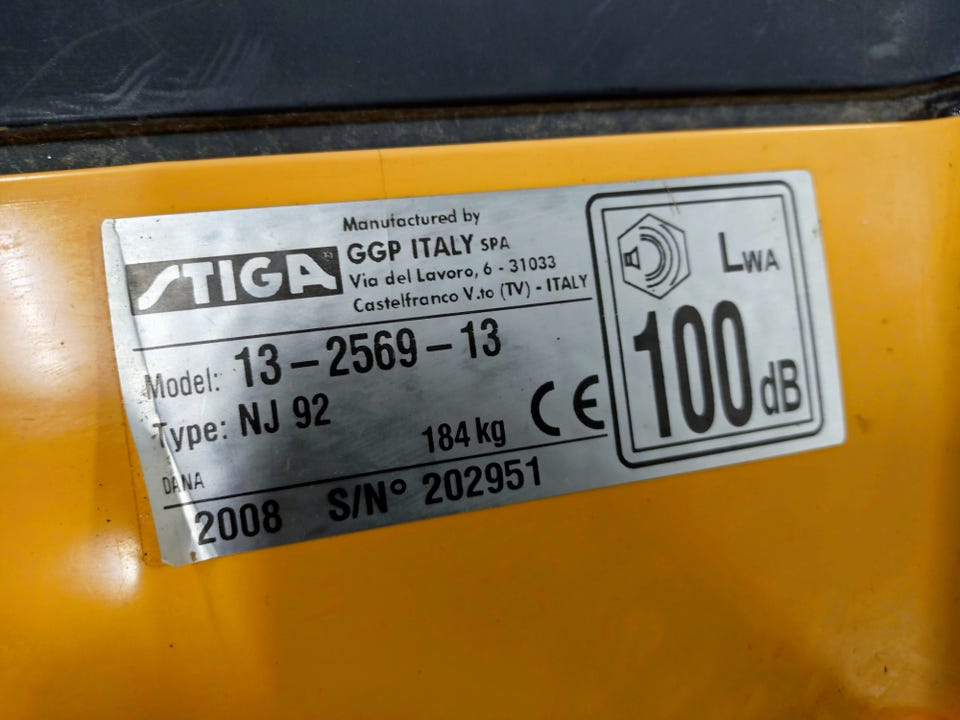 STIGA
Manufactured by
GGP ITALY SPA
Via del Lavoro, 6 - 31033
Castelfranco V.to (TV) - ITALY
Model: 13-2569-13
Type: NJ 92
184 kg
CE
DANA
2008 S/N° 202951
LWA
100 dB